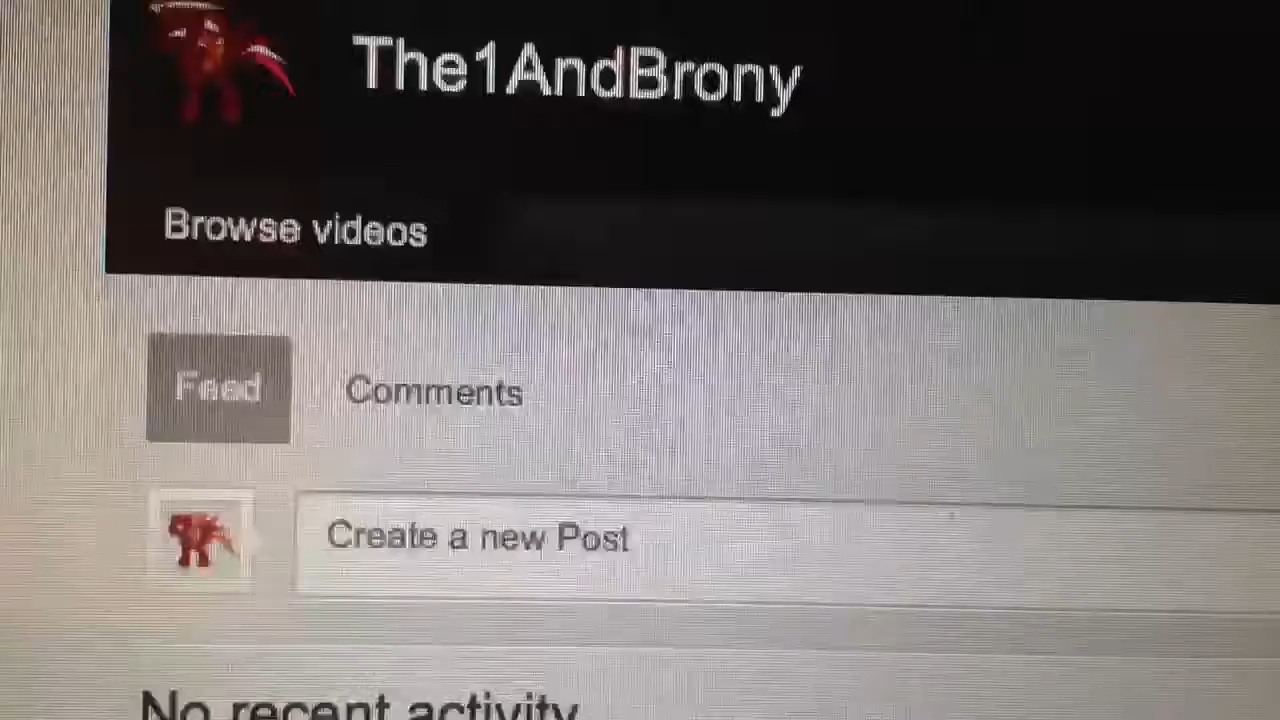 The1AndBrony
Browse videos
Feed
Comments
Create a new Post
No recent activity